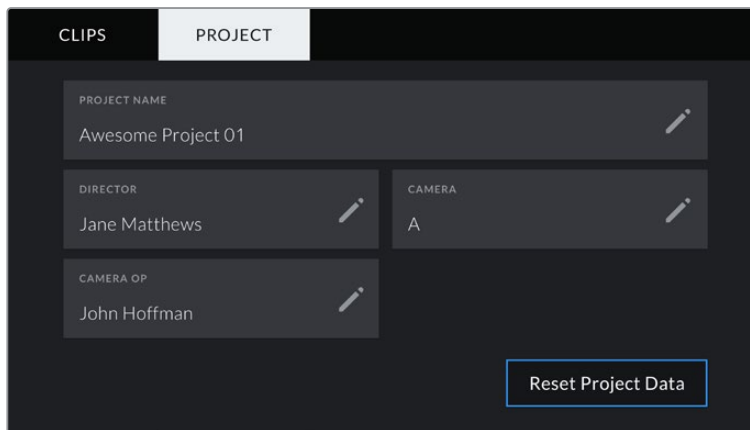 CLIPS PROJECT
PROJECT NAME
Awesome Project 01
DIRECTOR
Jane Matthews
CAMERA
A
CAMERA OP
John Hoffman
Reset Project Data